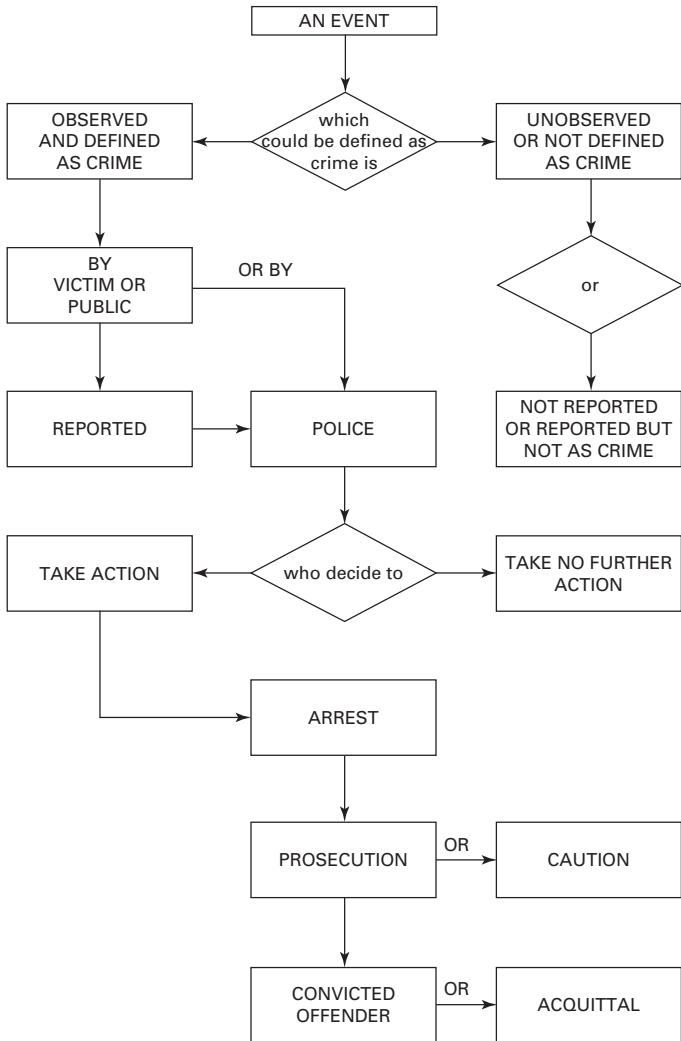 AN EVENT
which
could be defined as
crime is
OBSERVED
AND DEFINED
AS CRIME
UNOBSERVED
OR NOT DEFINED
AS CRIME
BY
VICTIM OR
PUBLIC
OR BY
or
REPORTED
POLICE
NOT REPORTED
OR REPORTED BUT
NOT AS CRIME
TAKE ACTION
who decide to
TAKE NO FURTHER
ACTION
ARREST
PROSECUTION
OR
CAUTION
CONVICTED
OFFENDER
OR
ACQUITTAL